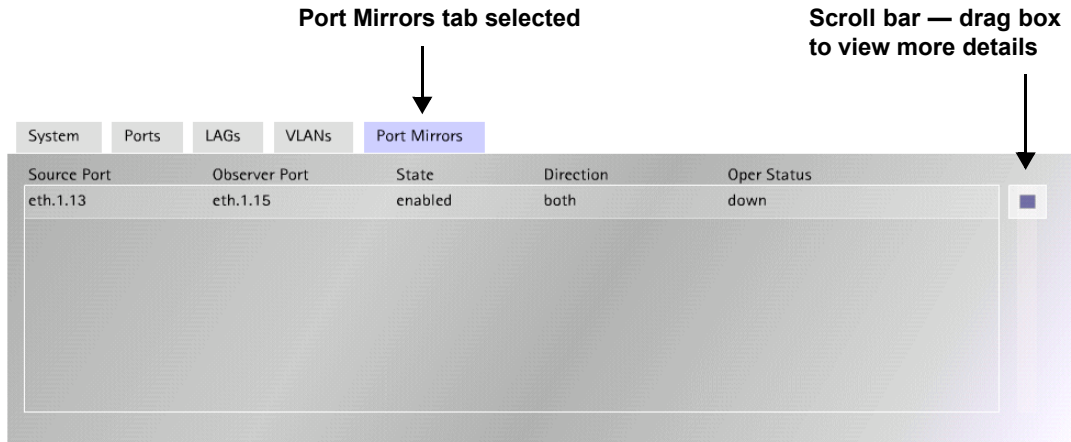 Port Mirrors tab selected
Scroll bar — drag box
to view more details
System Ports LAGs VLANs Port Mirrors
Source Port Observer Port State Direction Oper Status
eth.1.13 eth.1.15 enabled both down